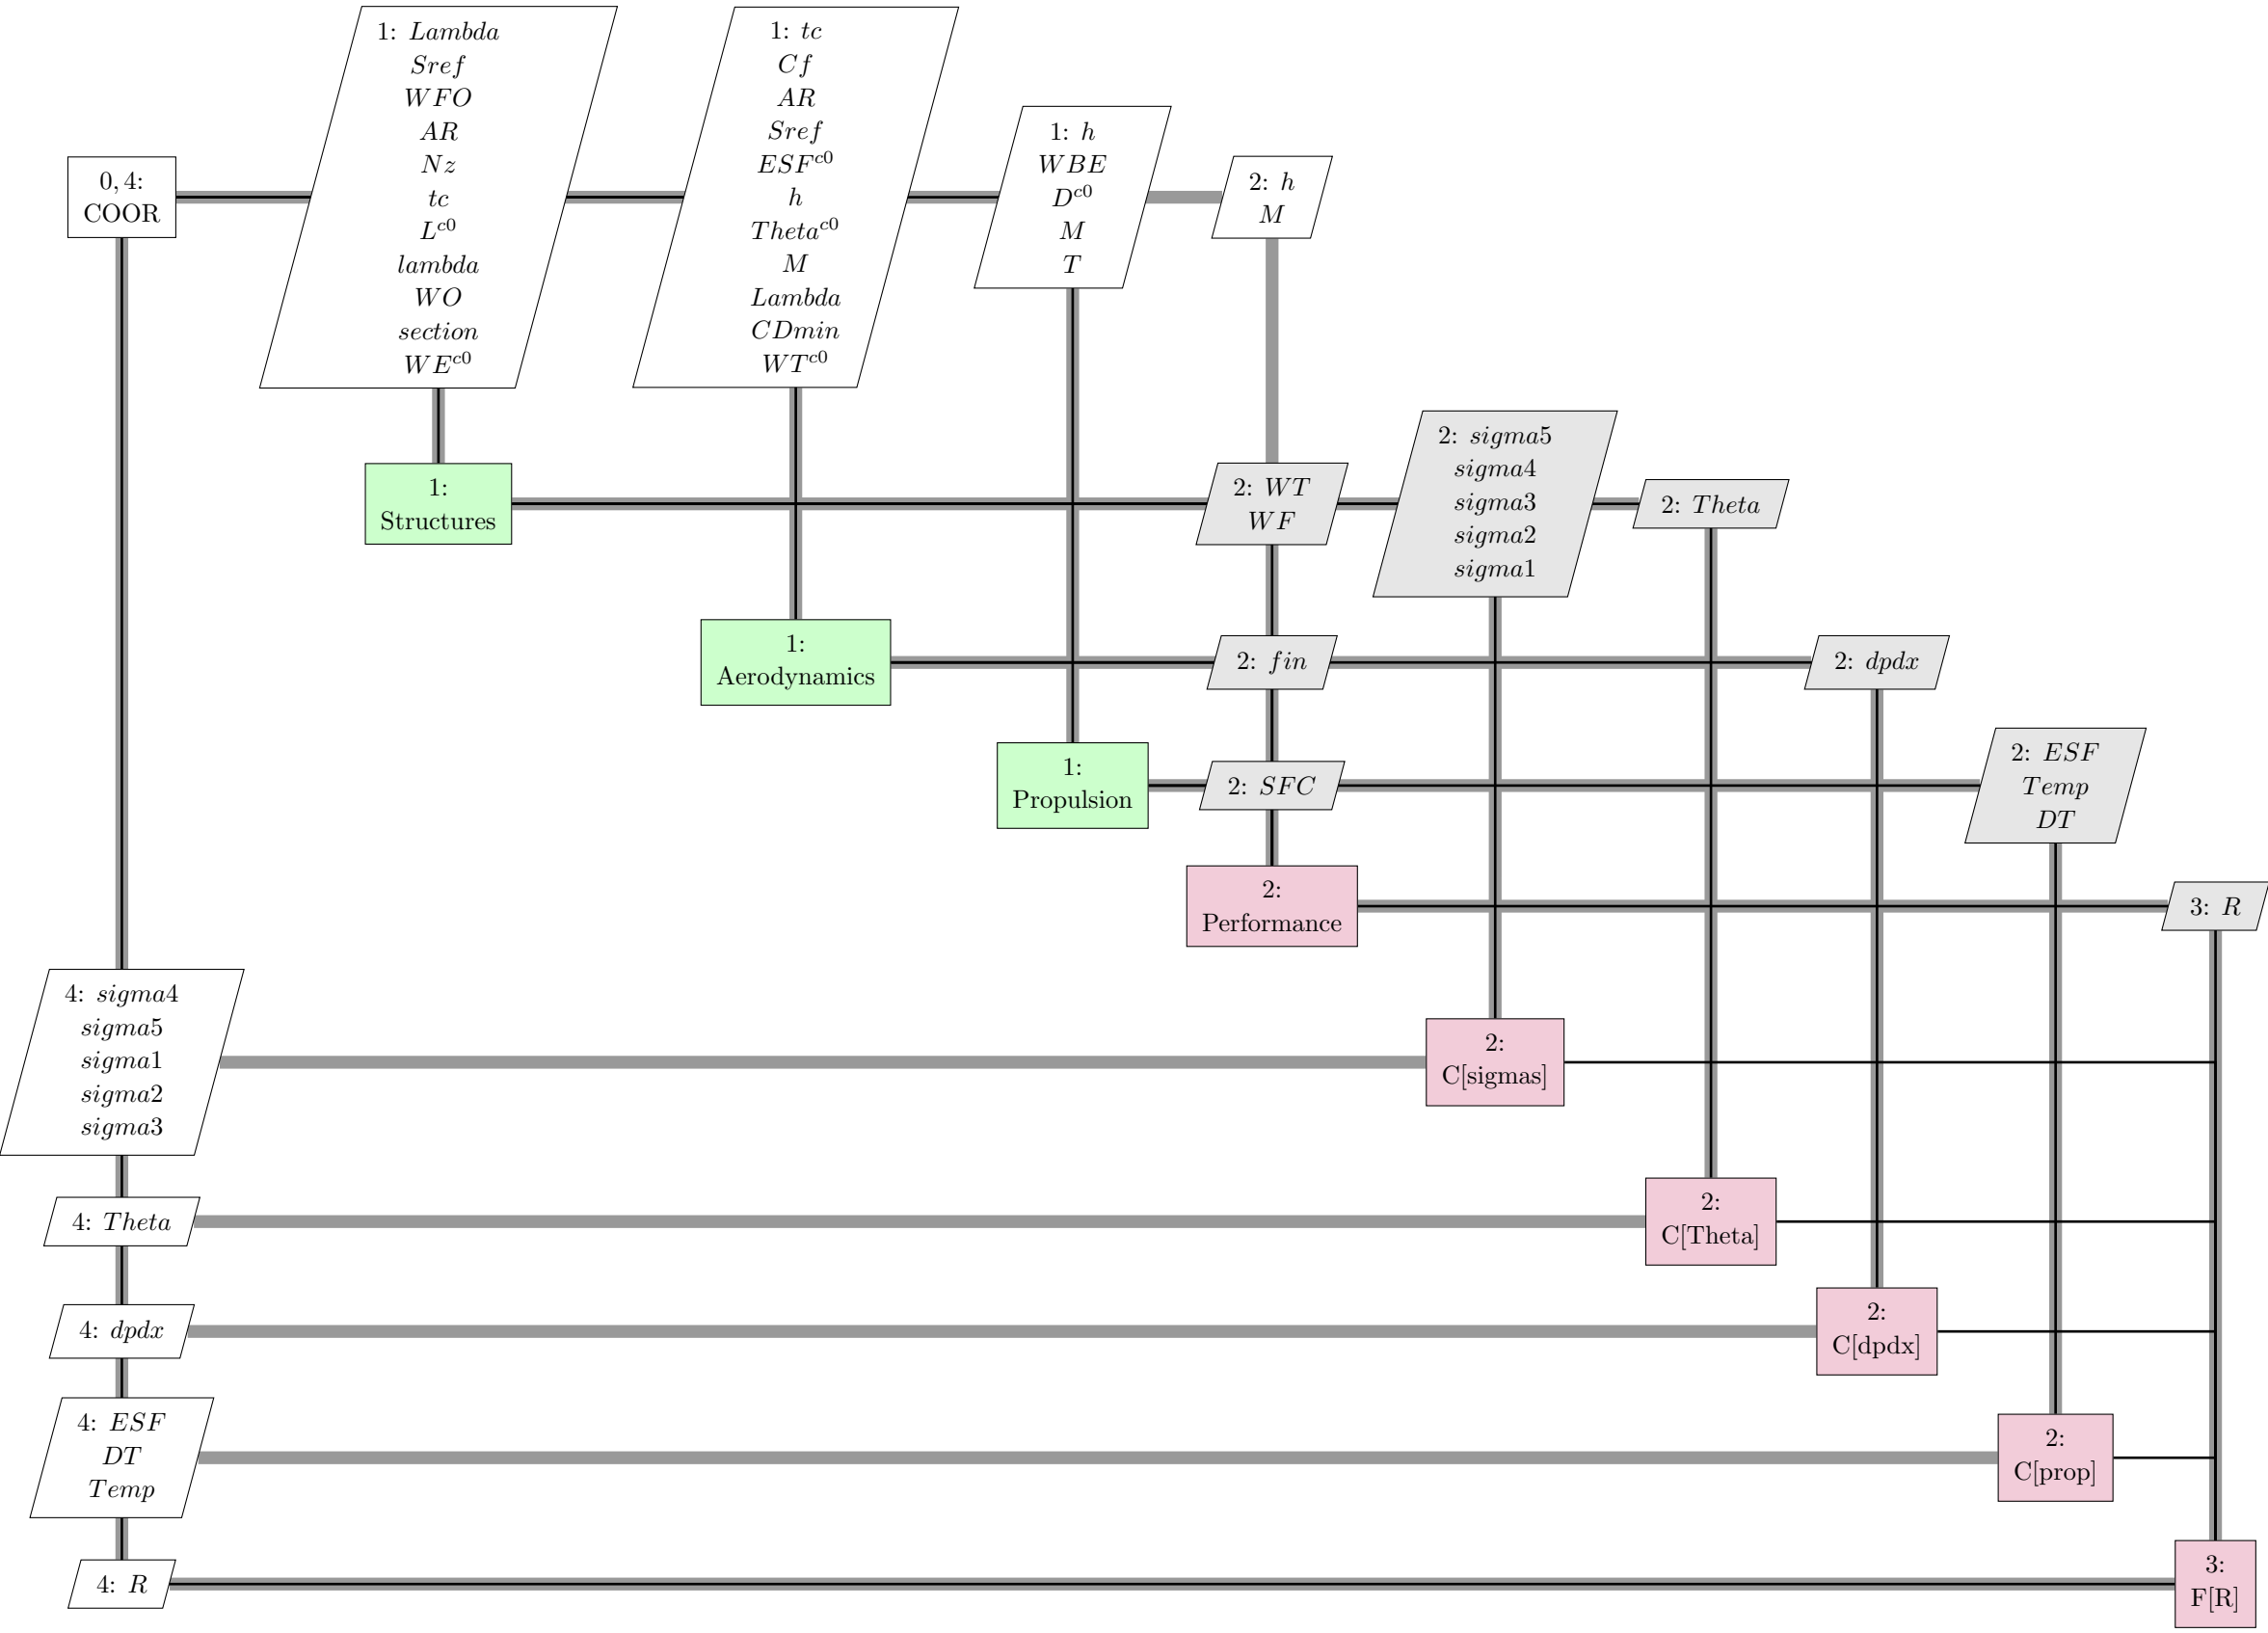 0, 4:
COOR
1: Lambda
Sref
WFO
AR
Nz
tc
L^{c0}
lambda
WO
section
WE^{c0}
1: tc
Cf
AR
Sref
ESF^{c0}
h
Theta^{c0}
M
Lambda
CDmin
WT^{c0}
1: h
WBE
D^{c0}
M
T
2: h
M
1:
Structures
2: WT
WF
2: sigma5
sigma4
sigma3
sigma2
sigma1
2: Theta
1:
Aerodynamics
2: fin
2: dpdx
1:
Propulsion
2: SFC
2: ESF
Temp
DT
2:
Performance
3: R
4: sigma4
sigma5
sigma1
sigma2
sigma3
2:
C[sigmas]
4: Theta
2:
C[Theta]
4: dpdx
2:
C[dpdx]
4: ESF
DT
Temp
2:
C[prop]
4: R
3:
F[R]